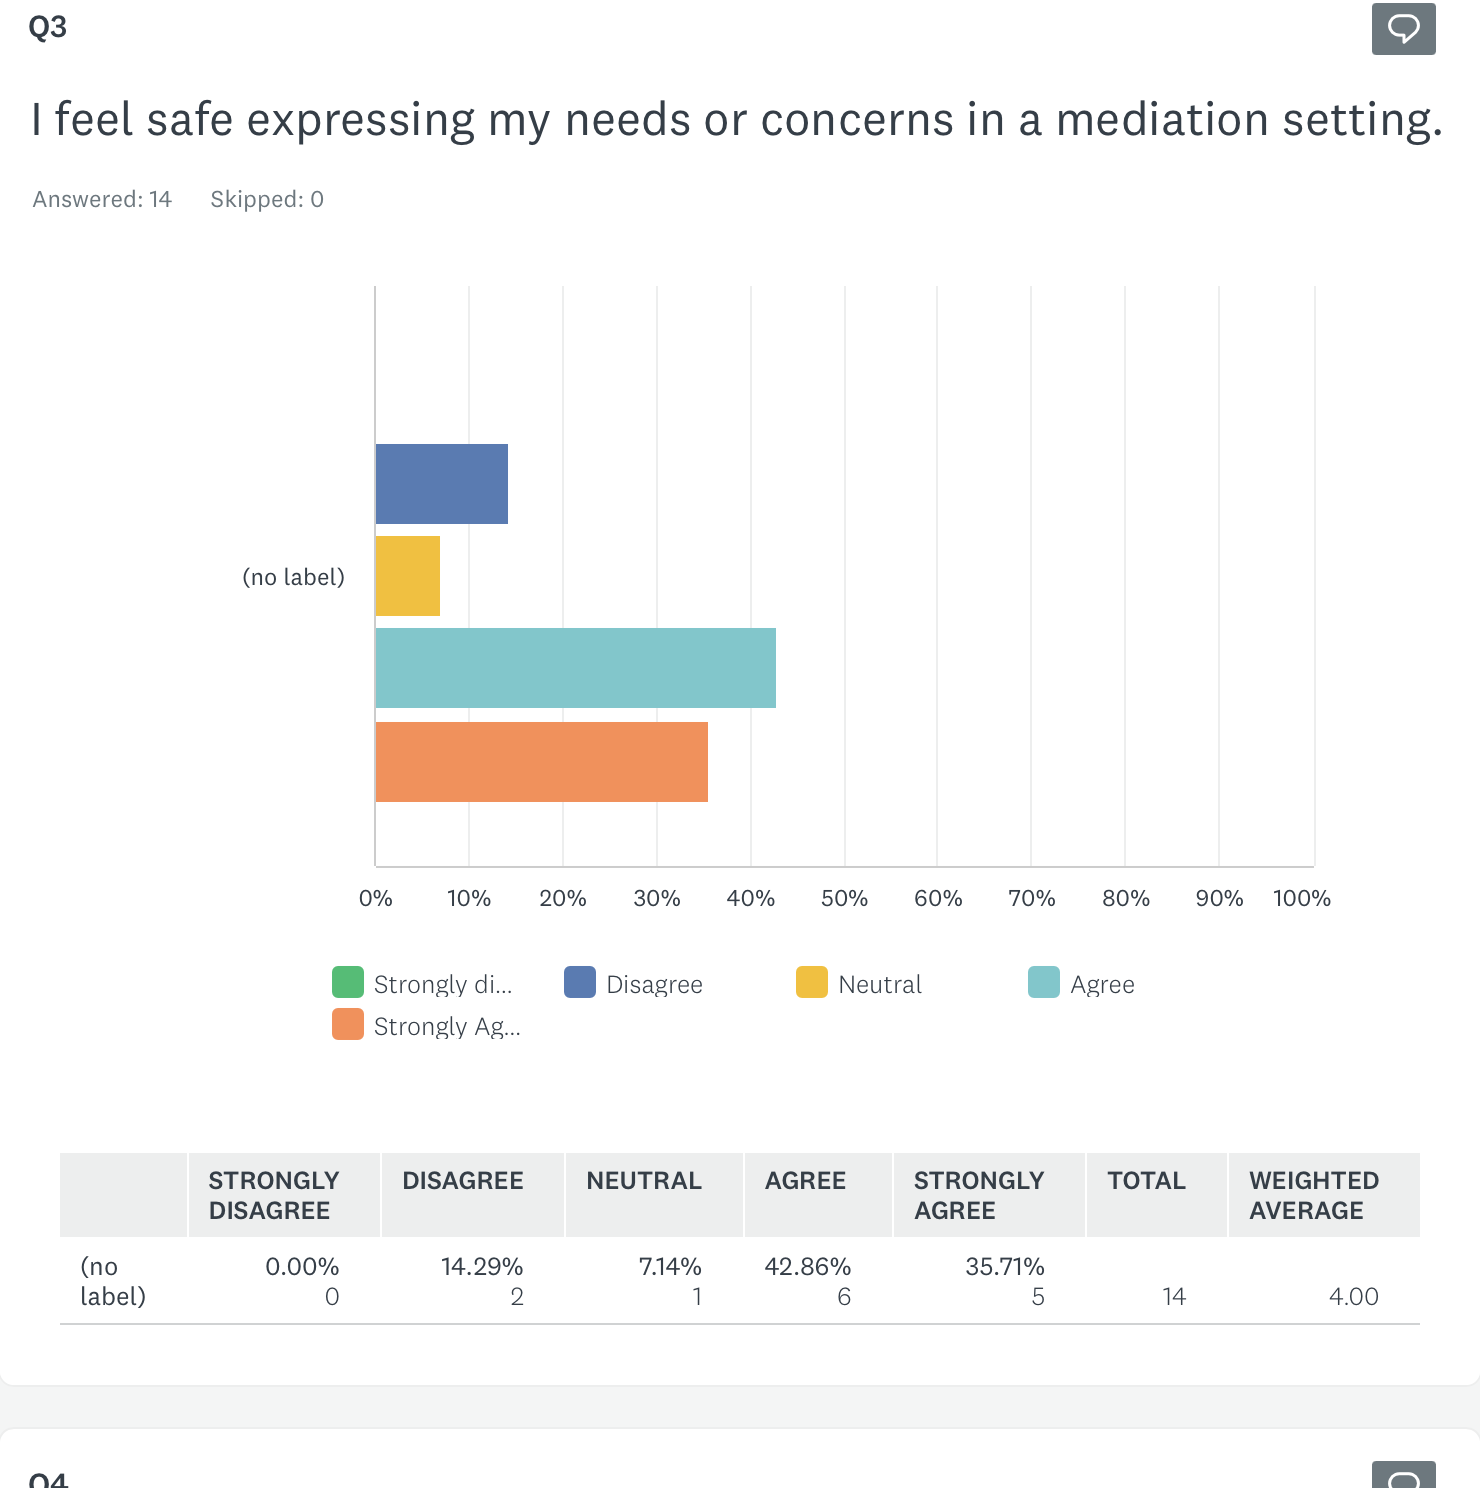 Q3
I feel safe expressing my needs or concerns in a mediation setting.
Answered: 14 Skipped: 0
(no label)
0% 10% 20% 30% 40% 50% 60% 70% 80% 90% 100%
Strongly di... Disagree Neutral Agree
Strongly Ag...
STRONGLY DISAGREE NEUTRAL AGREE STRONGLY TOTAL WEIGHTED
DISAGREE AGREE AVERAGE
(no 0.00% 14.29% 7.14% 42.86% 35.71%
label) 0 2 1 6 5 14 4.00
Q4